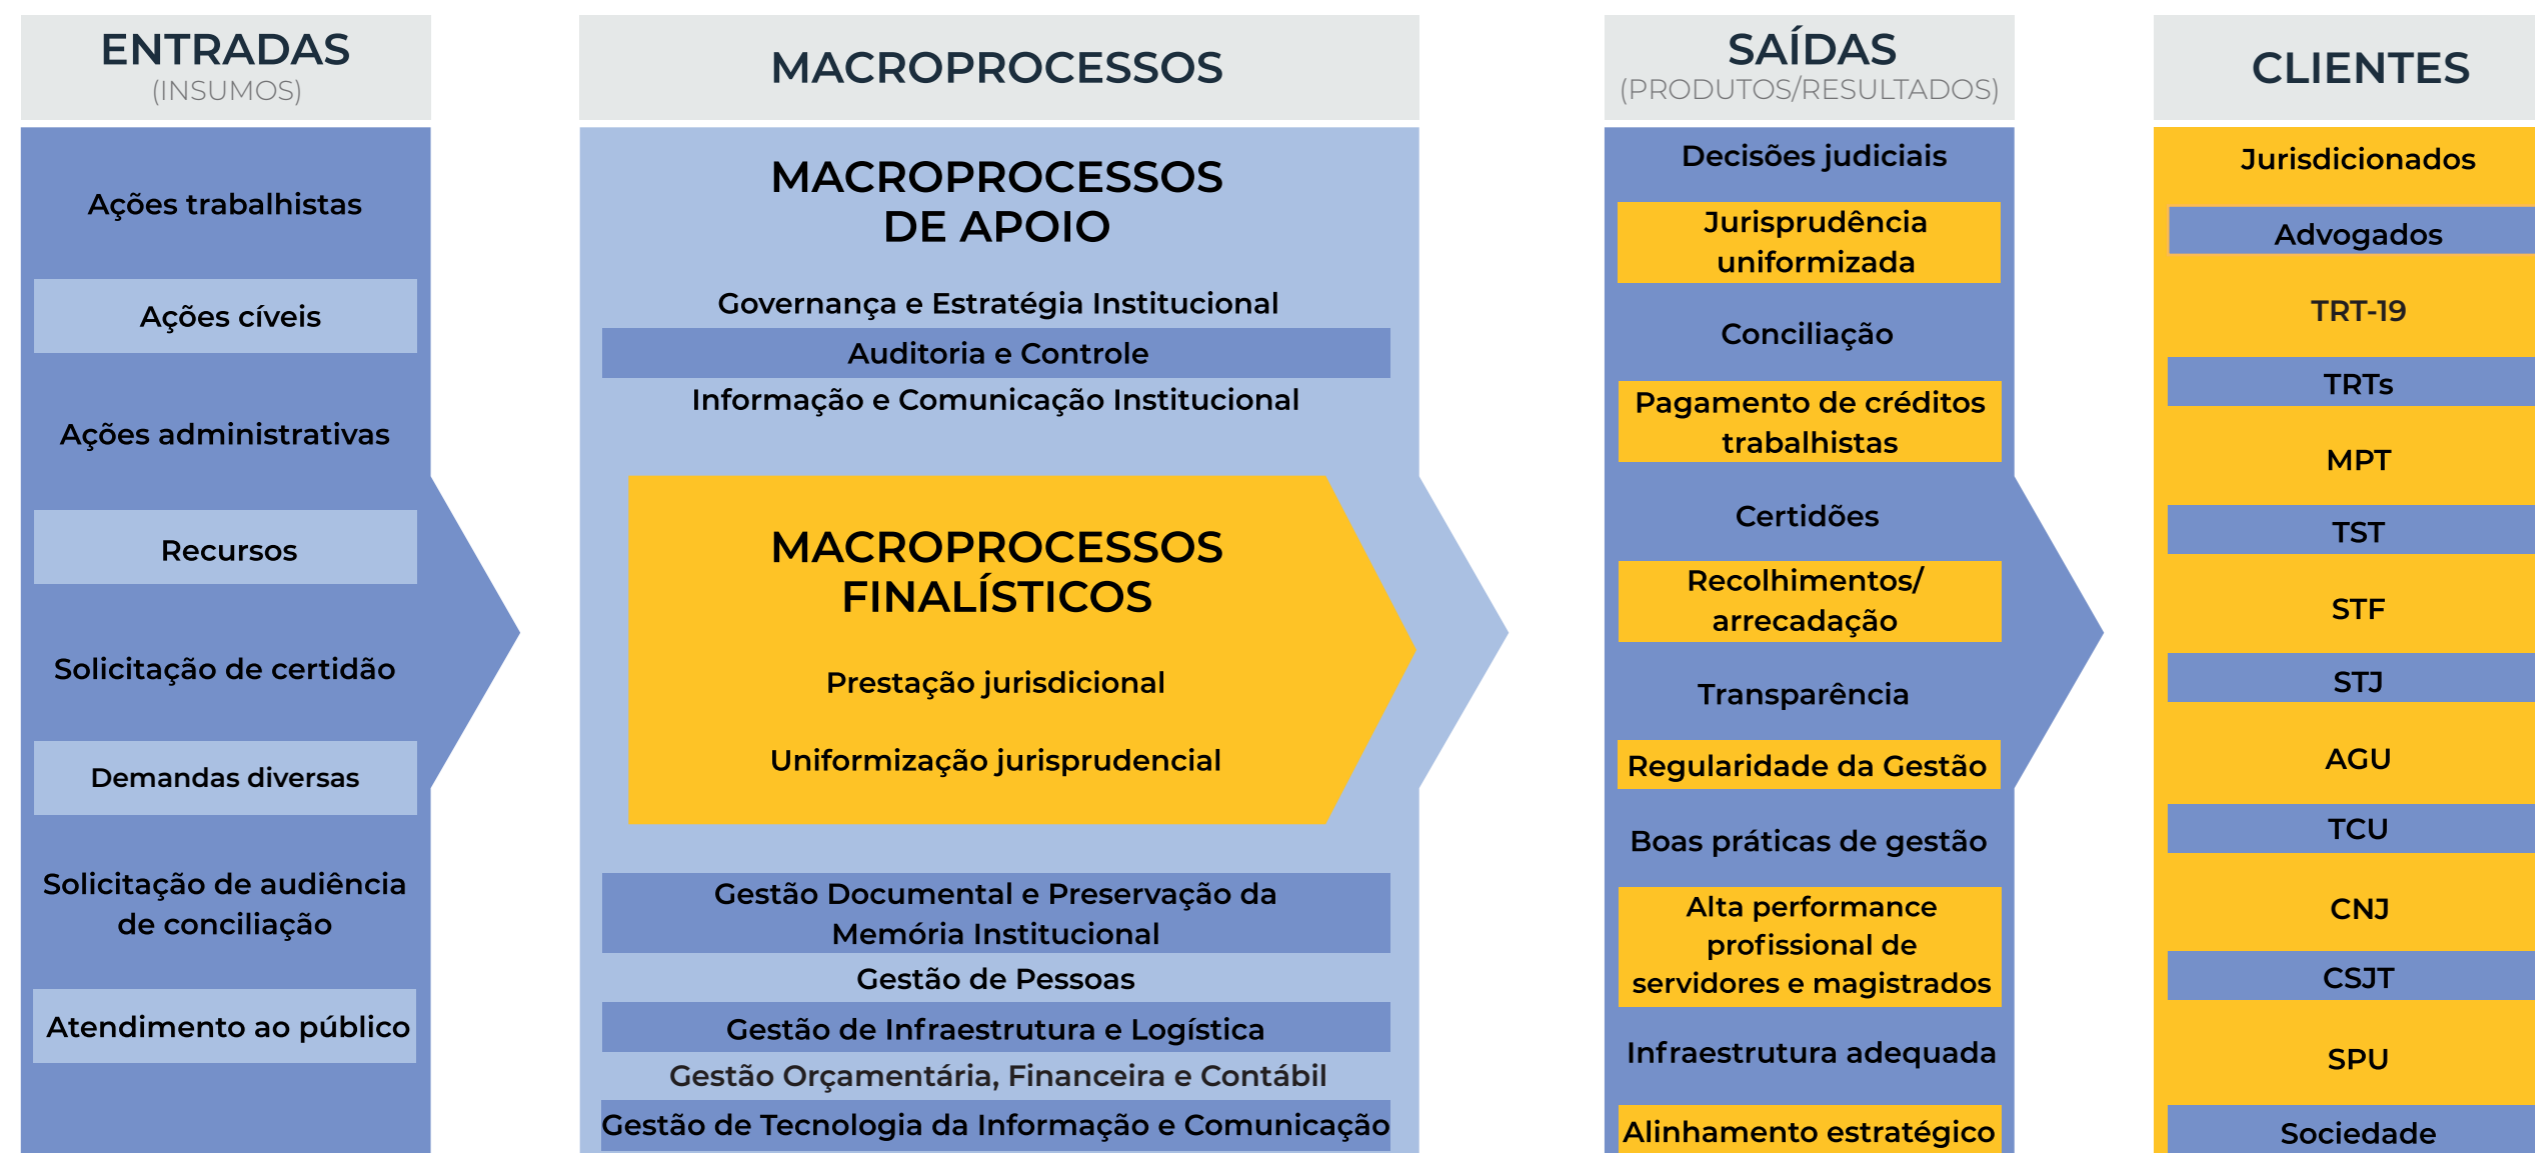 ENTRADAS
(INSUMOS)
Ações trabalhistas
Ações cíveis
Ações administrativas
Recursos
Solicitação de certidão
Demandas diversas
Solicitação de audiência
de conciliação
Atendimento ao público
MACROPROCESSOS
MACROPROCESSOS
DE APOIO
Governança e Estratégia Institucional
Auditoria e Controle
Informação e Comunicação Institucional
MACROPROCESSOS
FINALÍSTICOS
Prestação jurisdicional
Uniformização jurisprudencial
Gestão Documental e Preservação da
Memória Institucional
Gestão de Pessoas
Gestão de Infraestrutura e Logística
Gestão Orçamentária, Financeira e Contábil
Gestão de Tecnologia da Informação e Comunicação
SAÍDAS
(PRODUTOS/RESULTADOS)
Decisões judiciais
Jurisprudência
uniformizada
Conciliação
Pagamento de créditos
trabalhistas
Certidões
Recolhimentos/
arrecadação
Transparência
Regularidade da Gestão
Boas práticas de gestão
Alta performance
profissional de
servidores e magistrados
Infraestrutura adequada
Alinhamento estratégico
CLIENTES
Jurisdicionados
Advogados
TRT-19
TRTs
MPT
TST
STF
STJ
AGU
TCU
CNJ
CSJT
SPU
Sociedade